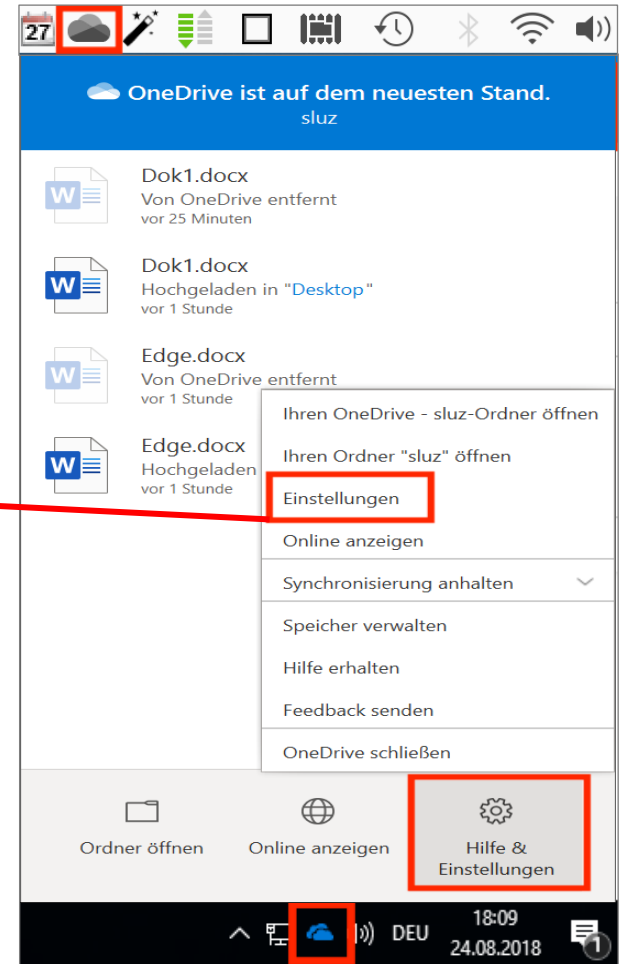 27
OneDrive ist auf dem neuesten Stand.
sluz
W
Dok1.docx
Von OneDrive entfernt
vor 25 Minuten
W
Dok1.docx
Hochgeladen in "Desktop"
vor 1 Stunde
W
Edge.docx
Von OneDrive entfernt
vor 1 Stunde
W
Edge.docx
Hochgeladen
vor 1 Stunde
Ihren OneDrive - sluz-Ordner öffnen
Ihren Ordner "sluz" öffnen
Einstellungen
Online anzeigen
Synchronisierung anhalten
Speicher verwalten
Hilfe erhalten
Feedback senden
OneDrive schließen
Ordner öffnen
Online anzeigen
Hilfe &
Einstellungen
DEU
18:09
24.08.2018
1